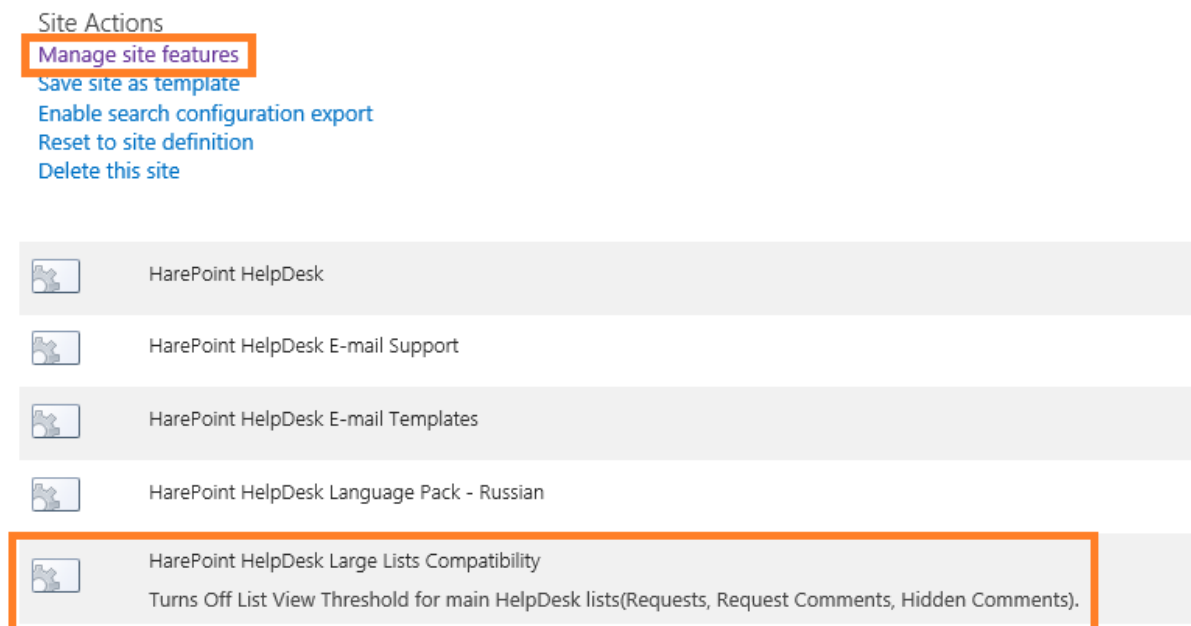 Site Actions
Manage site features
Save site as template
Enable search configuration export
Reset to site definition
Delete this site
HarePoint HelpDesk
HarePoint HelpDesk E-mail Support
HarePoint HelpDesk E-mail Templates
HarePoint HelpDesk Language Pack - Russian
HarePoint HelpDesk Large Lists Compatibility
Turns Off List View Threshold for main HelpDesk lists(Requests, Request Comments, Hidden Comments).